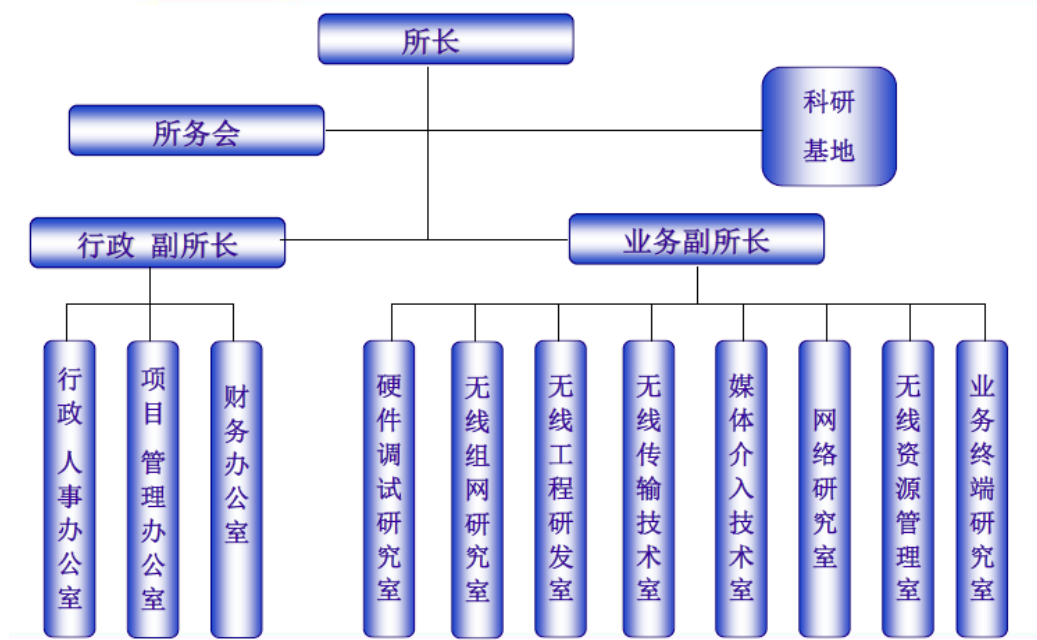 所长
科研
基地
所务会
行政 副所长
业务副所长
行政 人事办公室
项目 管理办公室
财务办公室
硬件调试研究室
无线组网研究室
无线工程研发室
无线传输技术室
媒体介入技术室
网络研究室
无线资源管理室
业务终端研究室